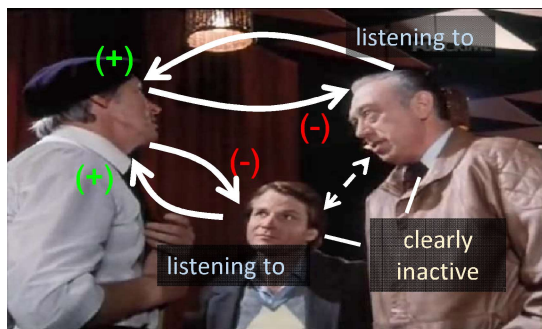 listening to
(+)
(-)
(-)
(+)
listening to
clearly
inactive